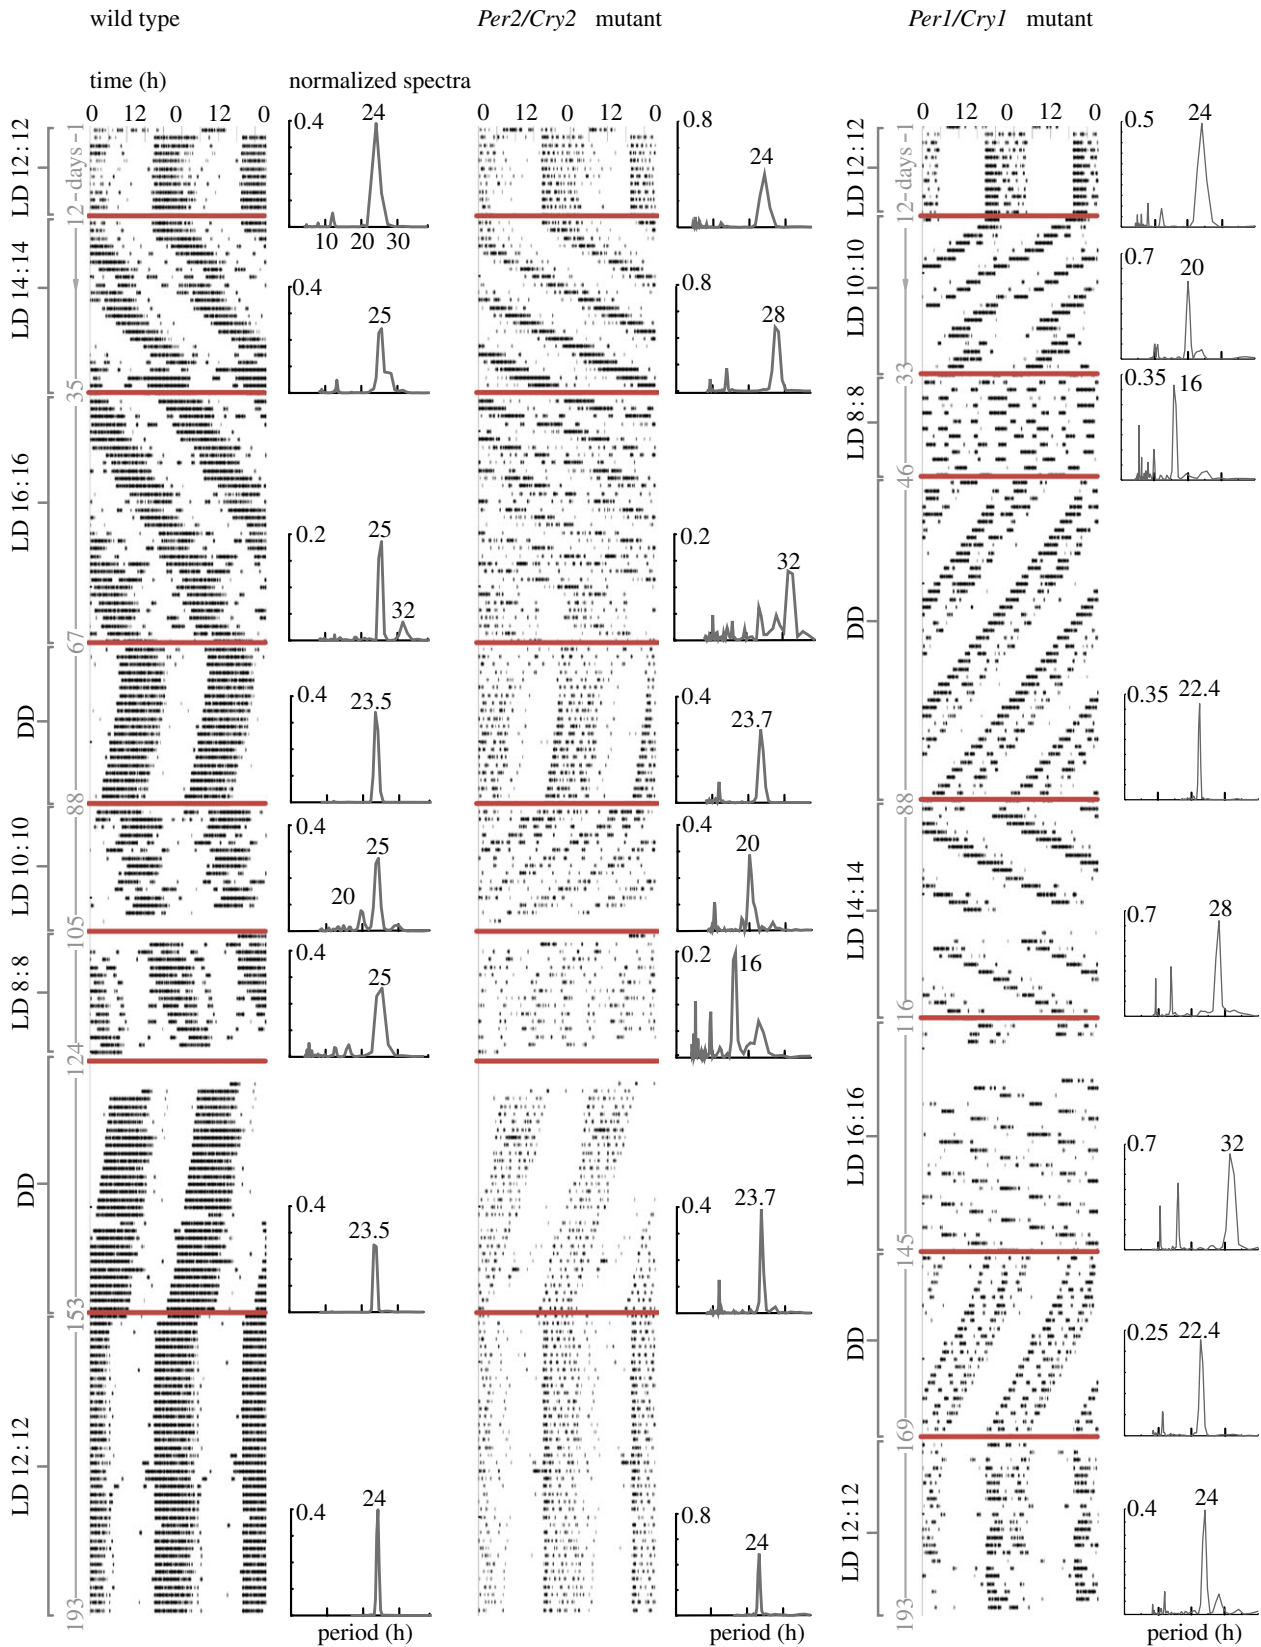 wild type
Per2/Cry2 mutant
Per1/Cry1 mutant
time (h)
normalized spectra
0 12 0 12 0
0 12 0 12 0
0 12 0 12 0
LD 12:12
12-days-1
0.4
24
10 20 30
0.8
24
LD 12:12
12-days-1
0.5
24
LD 14:14
35
0.4
25
0.8
28
LD 10:10
33
0.7
20
LD 8:8
46
0.35
16
LD 16:16
67
0.2
25
32
0.2
32
DD
88
0.4
23.5
0.4
23.7
DD
88
0.35
22.4
LD 10:10
105
0.4
25
20
0.4
20
LD 14:14
116
0.7
28
LD 8:8
124
0.4
25
0.2
16
LD 16:16
145
0.7
32
DD
153
0.4
23.5
0.4
23.7
DD
169
0.25
22.4
LD 12:12
193
0.4
24
0.8
24
LD 12:12
193
0.4
24
period (h)
period (h)
period (h)